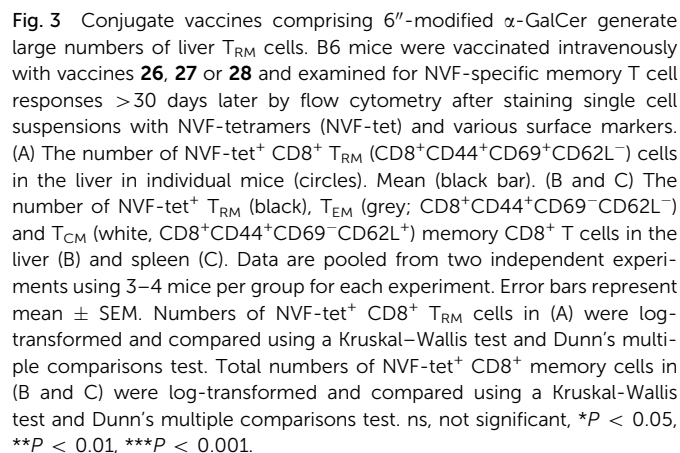 Fig. 3 Conjugate vaccines comprising 6″-modified α-GalCer generate
large numbers of liver TRM cells. B6 mice were vaccinated intravenously
with vaccines 26, 27 or 28 and examined for NVF-specific memory T cell
responses >30 days later by flow cytometry after staining single cell
suspensions with NVF-tetramers (NVF-tet) and various surface markers.
(A) The number of NVF-tet⁺ CD8⁺ TRM (CD8⁺CD44⁺CD69⁺CD62L⁻) cells
in the liver in individual mice (circles). Mean (black bar). (B and C) The
number of NVF-tet⁺ TRM (black), TEM (grey; CD8⁺CD44⁺CD69⁻CD62L⁻)
and TCM (white, CD8⁺CD44⁺CD69⁻CD62L⁺) memory CD8⁺ T cells in the
liver (B) and spleen (C). Data are pooled from two independent experi-
ments using 3–4 mice per group for each experiment. Error bars represent
mean ± SEM. Numbers of NVF-tet⁺ CD8⁺ TRM cells in (A) were log-
transformed and compared using a Kruskal–Wallis test and Dunn's multi-
ple comparisons test. Total numbers of NVF-tet⁺ CD8⁺ memory cells in
(B and C) were log-transformed and compared using a Kruskal-Wallis
test and Dunn's multiple comparisons test. ns, not significant, *P < 0.05,
**P < 0.01, ***P < 0.001.